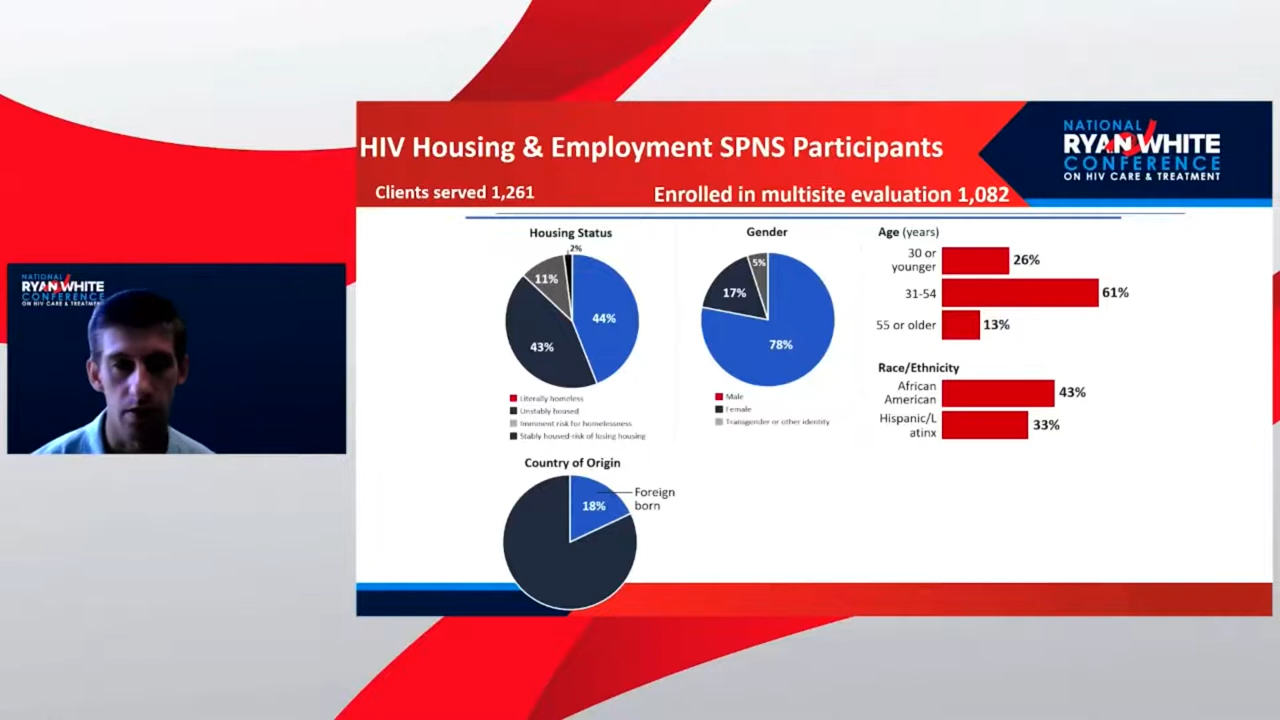 HIV Housing & Employment SPNS Participants
Clients served 1,261
Enrolled in multisite evaluation 1,082
NATIONAL
RYAN WHITE
CONFERENCE
ON HIV CARE & TREATMENT
NATIONAL
RYAN WHITE
CONFERENCE
ON HIV CARE & TREATMENT
Housing Status
2%
11%
44%
43%
Literally homeless
Unstably housed
Imminent risk for homelessness
Stably housed-risk of losing housing
Gender
5%
17%
78%
Male
Female
Transgender or other identity
Age (years)
30 or
younger
26%
31-54
61%
55 or older
13%
Race/Ethnicity
African
American
43%
Hispanic/L
atinx
33%
Country of Origin
18%
Foreign
born